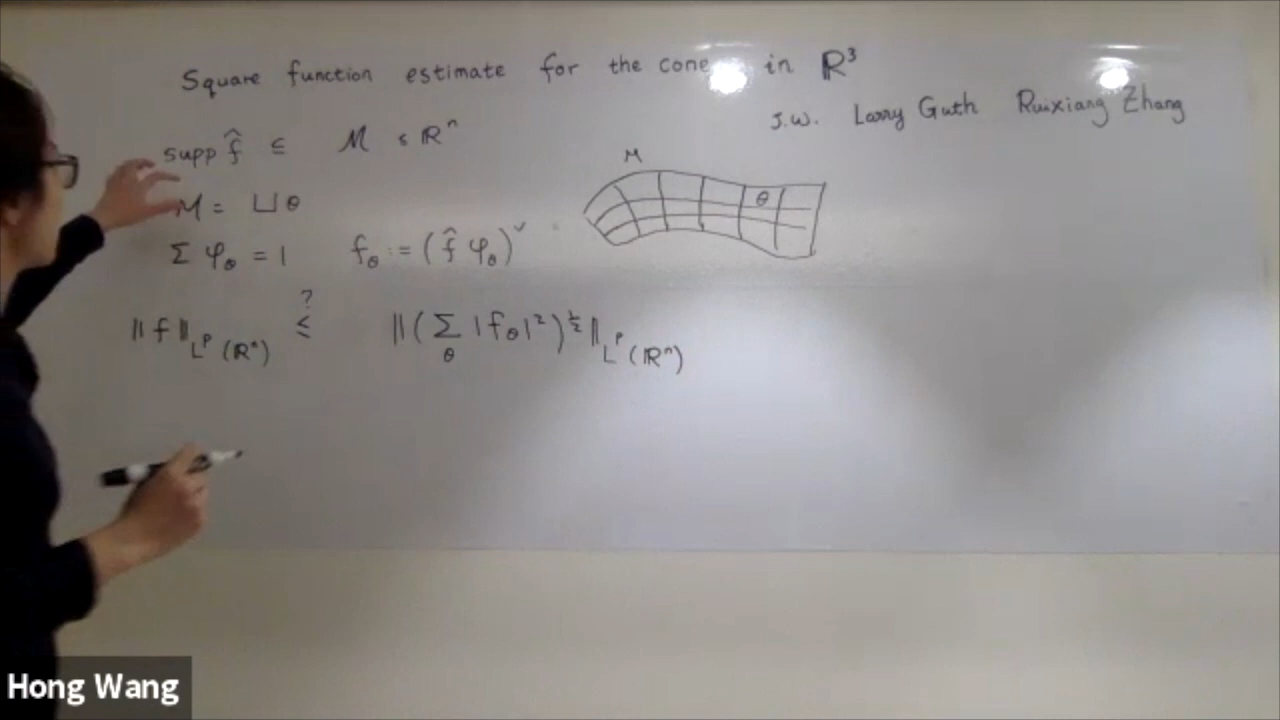 Square function estimate for the cone in ℝ³
J.W. Larry Guth Ruixiang Zhang
supp f̂ ⊆ M ⊆ ℝⁿ
M = ⊔ θ
Σ φ_θ = 1 f_θ := (f̂ φ_θ)^∨
M
θ
‖f‖_{L^p(ℝⁿ)} ≤^? ‖(Σ_θ |f_θ|²)^{1/2}‖_{L^p(ℝⁿ)}
Hong Wang